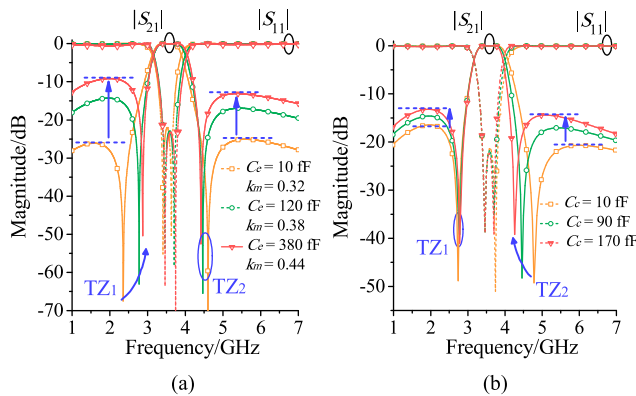 |S21| |S11|
Magnitude/dB
0
-10
-20
-30
-40
-50
-60
-70
1 2 3 4 5 6 7
Frequency/GHz
Ce = 10 fF
km = 0.32
Ce = 120 fF
km = 0.38
Ce = 380 fF
km = 0.44
TZ1
TZ2
(a)
|S21| |S11|
Magnitude/dB
0
-10
-20
-30
-40
-50
1 2 3 4 5 6 7
Frequency/GHz
Ce = 10 fF
Ce = 90 fF
Ce = 170 fF
TZ1
TZ2
(b)